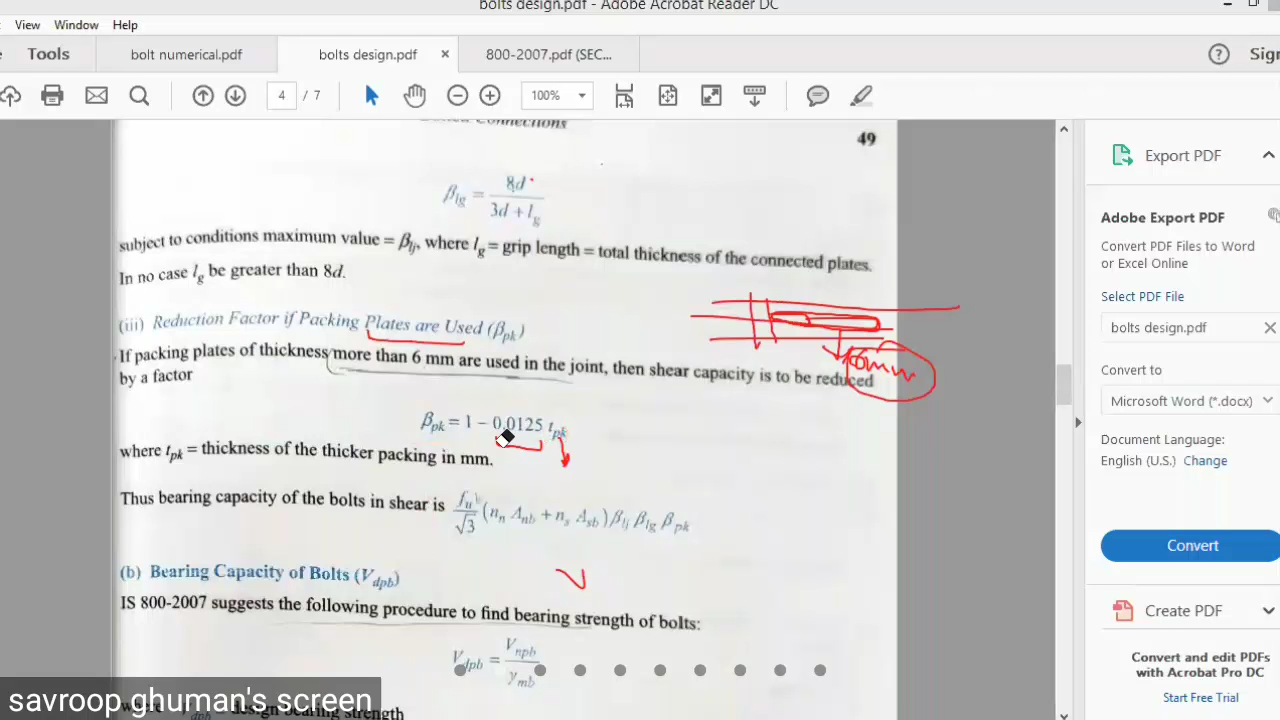 bolts design.pdf - Adobe Acrobat Reader DC
View Window Help
Tools
bolt numerical.pdf
bolts design.pdf ×
800-2007.pdf (SEC...
Sign
4 / 7
100%
Connections
49
βlg = 8d / 3d + lg
subject to conditions maximum value = βlj, where lg = grip length = total thickness of the connected plates.
In no case lg be greater than 8d.
(iii) Reduction Factor if Packing Plates are Used (βpk)
If packing plates of thickness more than 6 mm are used in the joint, then shear capacity is to be reduced
by a factor
βpk = 1 – 0.0125 tpk
where tpk = thickness of the thicker packing in mm.
Thus bearing capacity of the bolts in shear is fu/√3 (nn Anb + ns Asb) βlj βlg βpk
(b) Bearing Capacity of Bolts (Vdpb)
IS 800-2007 suggests the following procedure to find bearing strength of bolts:
Vdpb = Vnpb / γmb
design bearing strength
savroop.ghuman's screen
Export PDF
Adobe Export PDF
Convert PDF Files to Word
or Excel Online
Select PDF File
bolts design.pdf ×
Convert to
Microsoft Word (*.docx)
Document Language:
English (U.S.) Change
Convert
Create PDF
Convert and edit PDFs
with Acrobat Pro DC
Start Free Trial